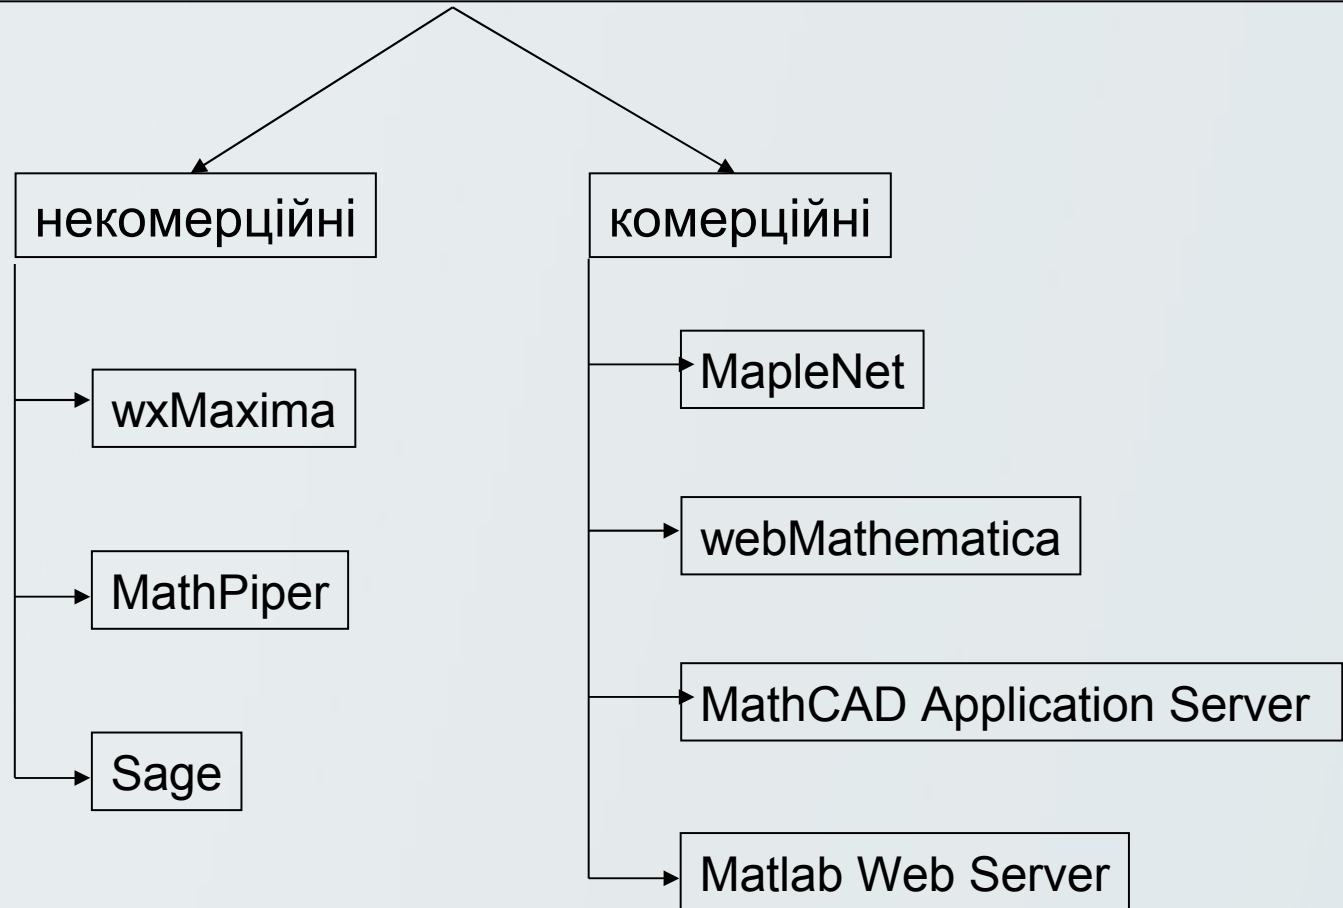 некомерційні
wxMaxima
MathPiper
Sage
комерційні
MapleNet
webMathematica
MathCAD Application Server
Matlab Web Server